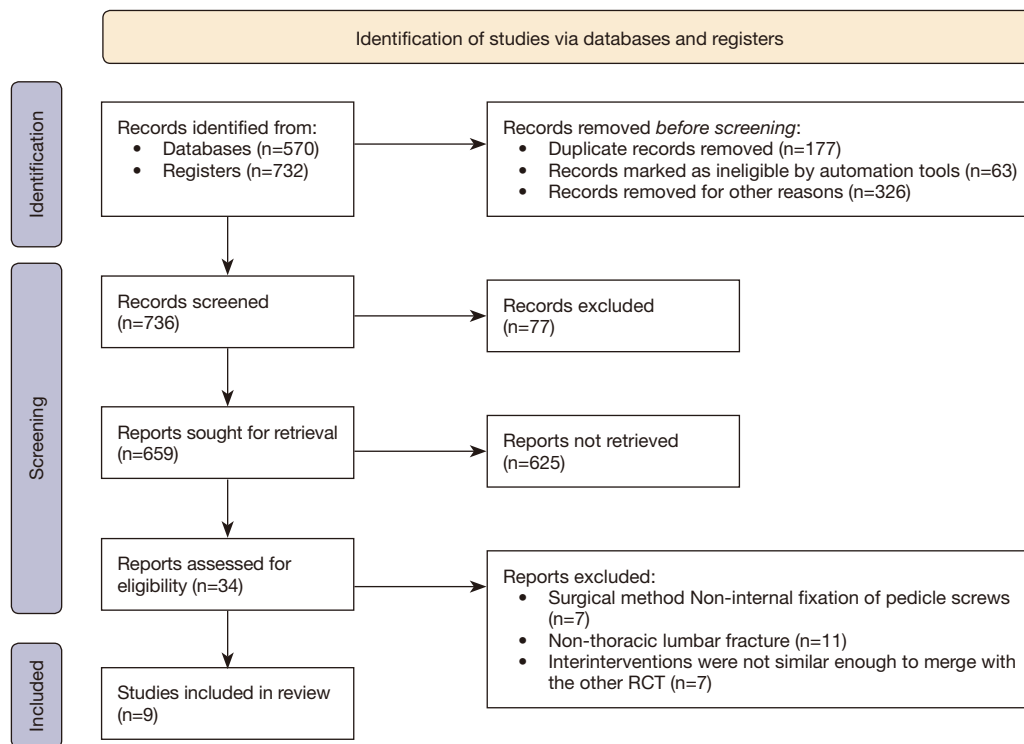 Identification of studies via databases and registers
Identification
Records identified from:
• Databases (n=570)
• Registers (n=732)
Records removed before screening:
• Duplicate records removed (n=177)
• Records marked as ineligible by automation tools (n=63)
• Records removed for other reasons (n=326)
Screening
Records screened
(n=736)
Records excluded
(n=77)
Reports sought for retrieval
(n=659)
Reports not retrieved
(n=625)
Reports assessed for
eligibility (n=34)
Reports excluded:
• Surgical method Non-internal fixation of pedicle screws
(n=7)
• Non-thoracic lumbar fracture (n=11)
• Interinterventions were not similar enough to merge with
the other RCT (n=7)
Included
Studies included in review
(n=9)